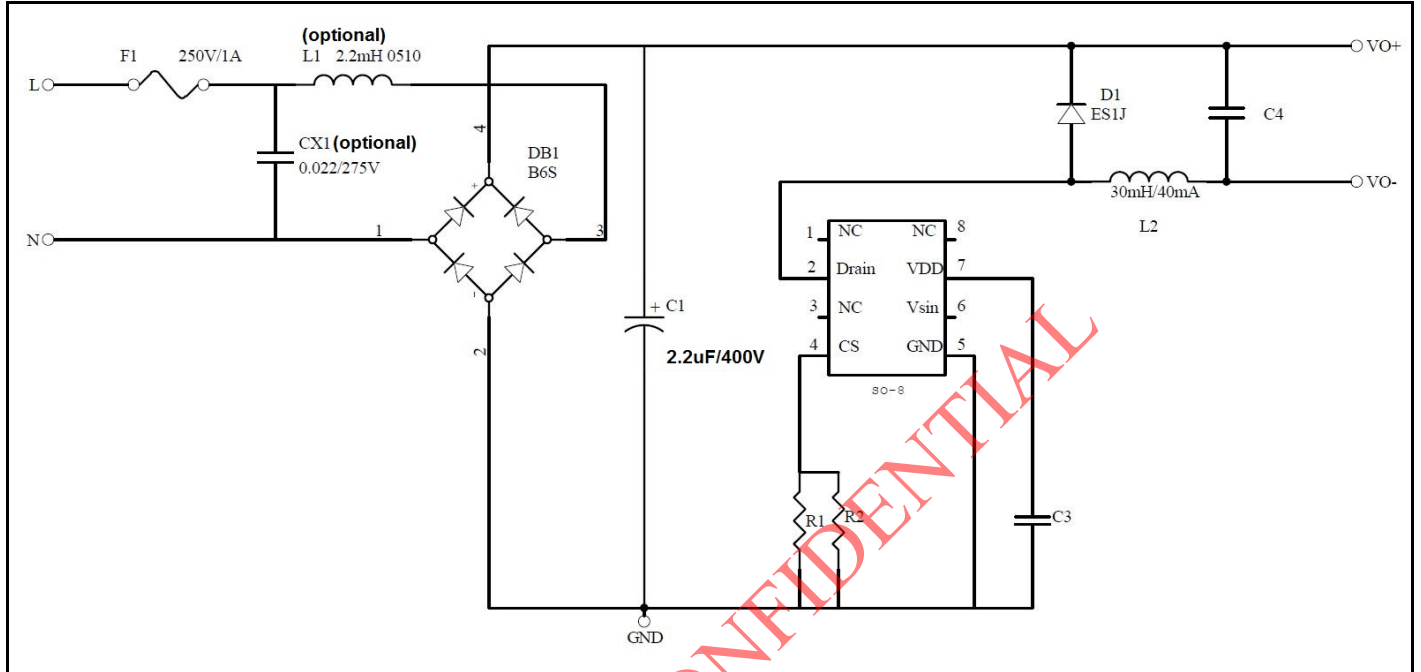 (optional)
F1 250V/1A L1 2.2mH 0510
L
CX1(optional)
0.022/275V
N
1
4
DB1
B6S
+
3
-
2
+ C1
2.2uF/400V
GND
VO+
D1
ES1J
C4
30mH/40mA
L2
VO-
1 NC NC 8
2 Drain VDD 7
3 NC Vsin 6
4 CS GND 5
SO-8
R1 R2
C3
CONFIDENTIAL